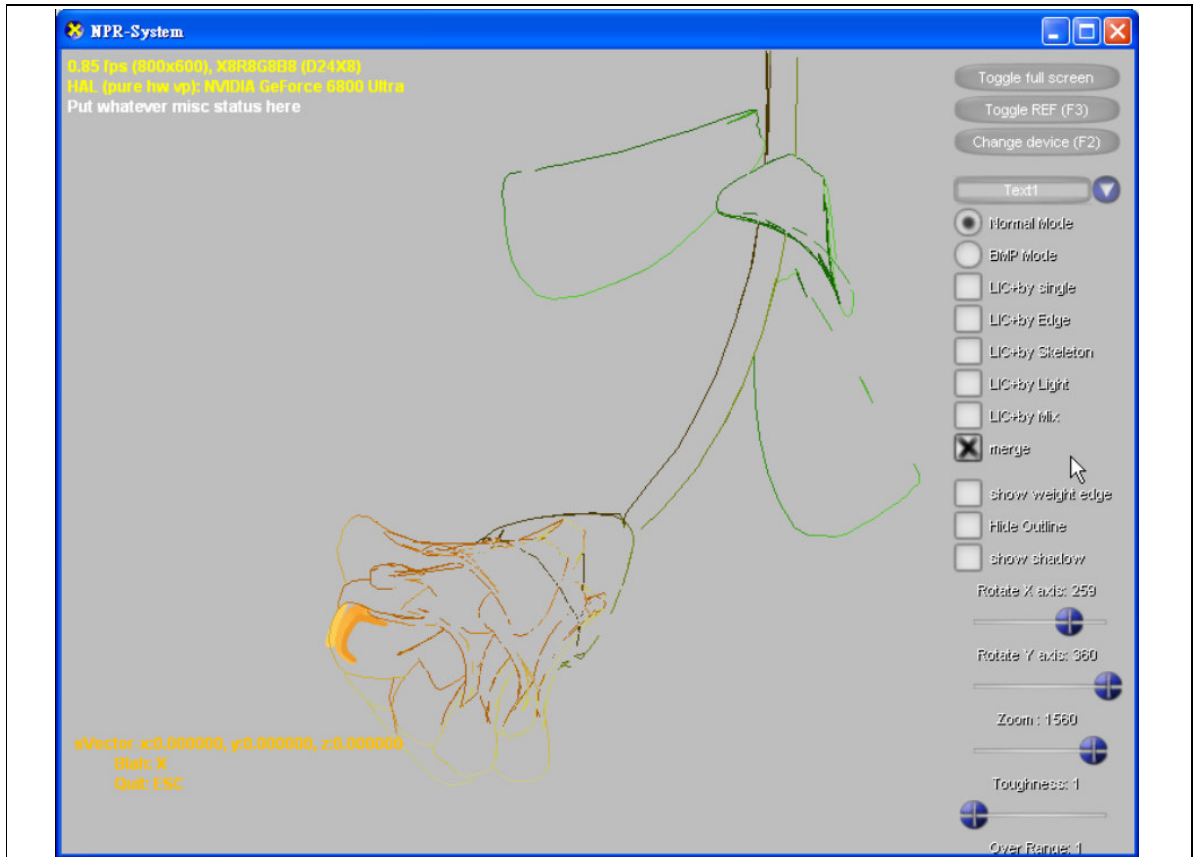 NPR-System
0.85 fps (800x600), X8R8G8B8 (D24X8)
HAL (pure hw vp): NVIDIA GeForce 6800 Ultra
Put whatever misc status here
Toggle full screen
Toggle REF (F3)
Change device (F2)
Text1
Normal Mode
BMP Mode
LIC+by single
LIC+by Edge
LIC+by Skeleton
LIC+by Light
LIC+by Mix
merge
show weight edge
Hide Outline
show shadow
Rotate X axis: 259
Rotate Y axis: 360
Zoom : 1560
Toughness: 1
Over Range: 1
sVector-x:0.000000, y:0.000000, z:0.000000
Blah: X
Quit: ESC